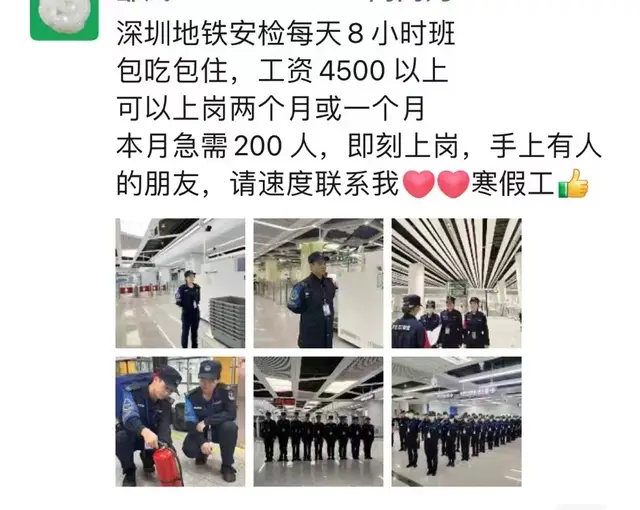 深圳地铁安检每天8小时班
包吃包住，工资4500以上
可以上岗两个月或一个月
本月急需200人，即刻上岗，手上有人
的朋友，请速度联系我❤❤寒假工👍